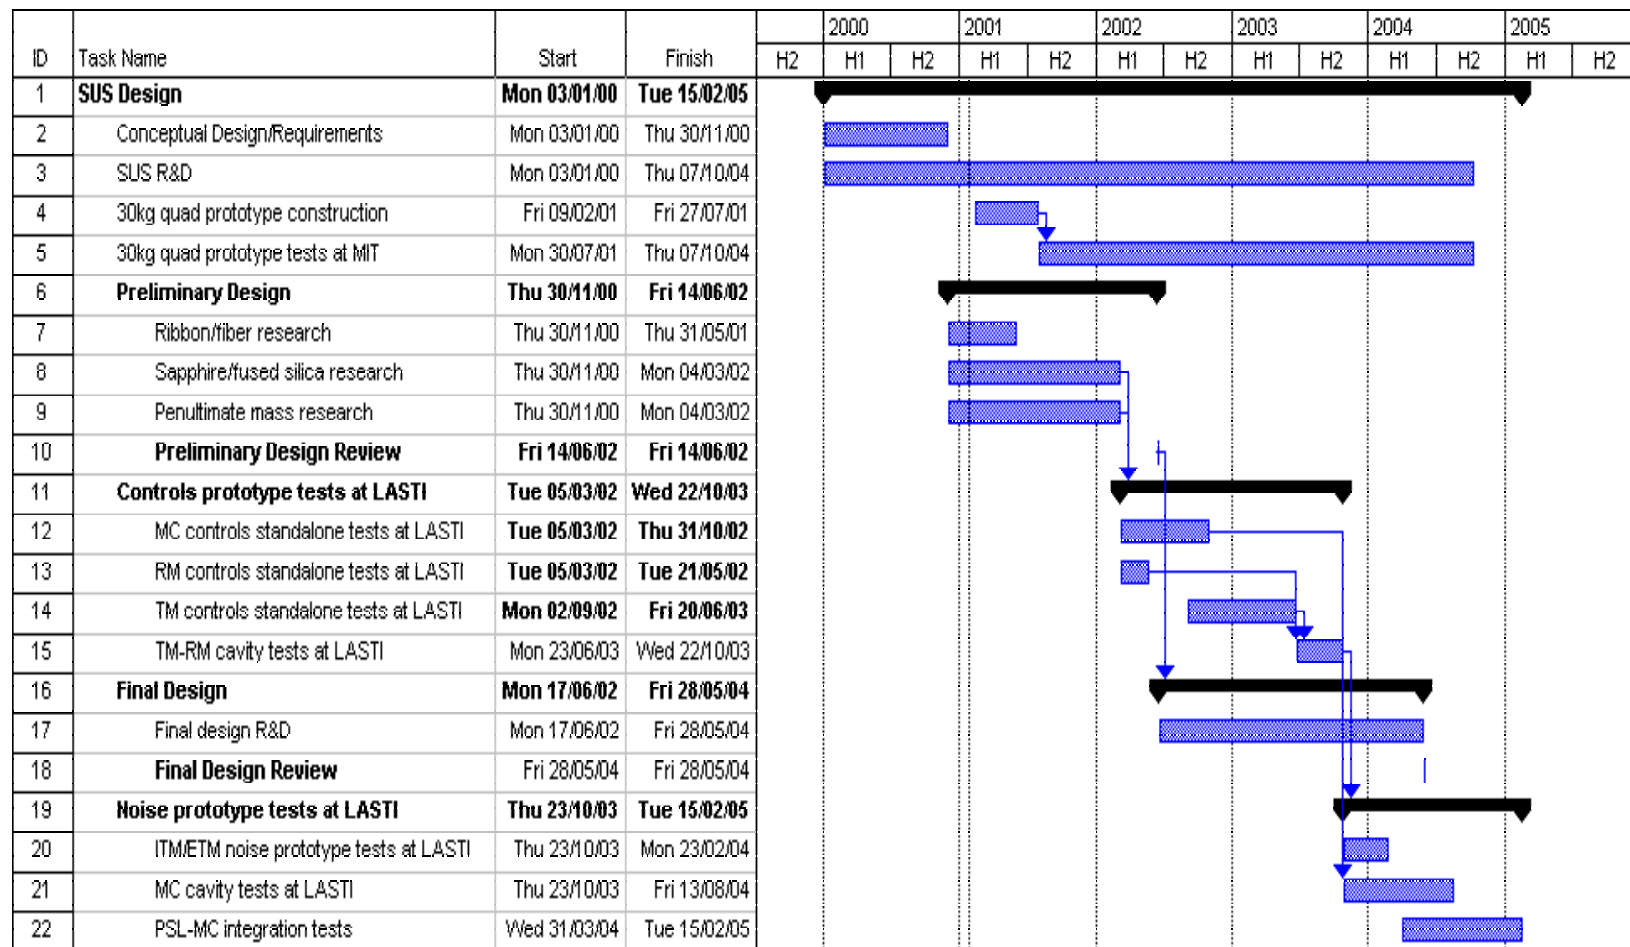 2000 2001 2002 2003 2004 2005
ID Task Name Start Finish H2 H1 H2 H1 H2 H1 H2 H1 H2 H1 H2 H1 H2
1 SUS Design Mon 03/01/00 Tue 15/02/05
2 Conceptual Design/Requirements Mon 03/01/00 Thu 30/11/00
3 SUS R&D Mon 03/01/00 Thu 07/10/04
4 30kg quad prototype construction Fri 09/02/01 Fri 27/07/01
5 30kg quad prototype tests at MIT Mon 30/07/01 Thu 07/10/04
6 Preliminary Design Thu 30/11/00 Fri 14/06/02
7 Ribbon/fiber research Thu 30/11/00 Thu 31/05/01
8 Sapphire/fused silica research Thu 30/11/00 Mon 04/03/02
9 Penultimate mass research Thu 30/11/00 Mon 04/03/02
10 Preliminary Design Review Fri 14/06/02 Fri 14/06/02
11 Controls prototype tests at LASTI Tue 05/03/02 Wed 22/10/03
12 MC controls standalone tests at LASTI Tue 05/03/02 Thu 31/10/02
13 RM controls standalone tests at LASTI Tue 05/03/02 Tue 21/05/02
14 TM controls standalone tests at LASTI Mon 02/09/02 Fri 20/06/03
15 TM-RM cavity tests at LASTI Mon 23/06/03 Wed 22/10/03
16 Final Design Mon 17/06/02 Fri 28/05/04
17 Final design R&D Mon 17/06/02 Fri 28/05/04
18 Final Design Review Fri 28/05/04 Fri 28/05/04
19 Noise prototype tests at LASTI Thu 23/10/03 Tue 15/02/05
20 ITM/ETM noise prototype tests at LASTI Thu 23/10/03 Mon 23/02/04
21 MC cavity tests at LASTI Thu 23/10/03 Fri 13/08/04
22 PSL-MC integration tests Wed 31/03/04 Tue 15/02/05